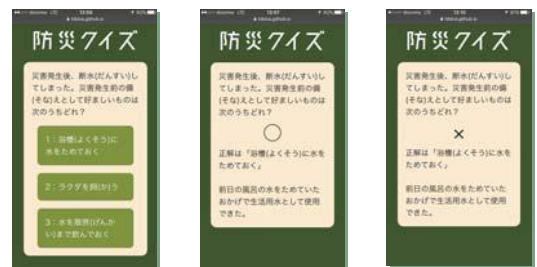 docomo LTE 12:56
防災クイズ
災害発生後、断水(だんすい)し
てしまった。災害発生前の備
(そな)えとして好ましいものは
次のうちどれ？
1：浴槽(よくそう)に
水をためておく
2：ラクダを飼(か)う
3：水を限界(げんか
い)まで飲んでおく
防災クイズ
災害発生後、断水(だんすい)し
てしまった。災害発生前の備
(そな)えとして好ましいものは
次のうちどれ？
○
正解は「浴槽(よくそう)に水を
ためておく」
前日の風呂の水をためていた
おかげで生活用水として使用
できた。
防災クイズ
災害発生後、断水(だんすい)し
てしまった。災害発生前の備
(そな)えとして好ましいものは
次のうちどれ？
×
正解は「浴槽(よくそう)に水を
ためておく」
前日の風呂の水をためていた
おかげで生活用水として使用
できた。